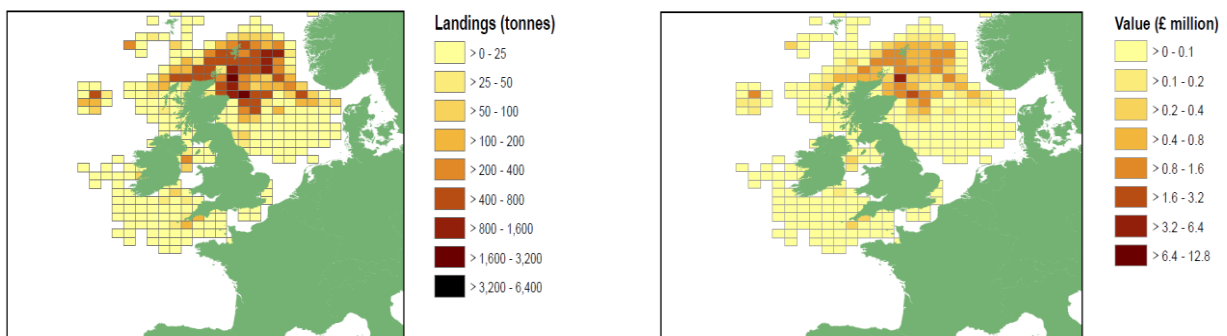 Landings (tonnes)
> 0 - 25
> 25 - 50
> 50 - 100
> 100 - 200
> 200 - 400
> 400 - 800
> 800 - 1,600
> 1,600 - 3,200
> 3,200 - 6,400
Value (£ million)
> 0 - 0.1
> 0.1 - 0.2
> 0.2 - 0.4
> 0.4 - 0.8
> 0.8 - 1.6
> 1.6 - 3.2
> 3.2 - 6.4
> 6.4 - 12.8